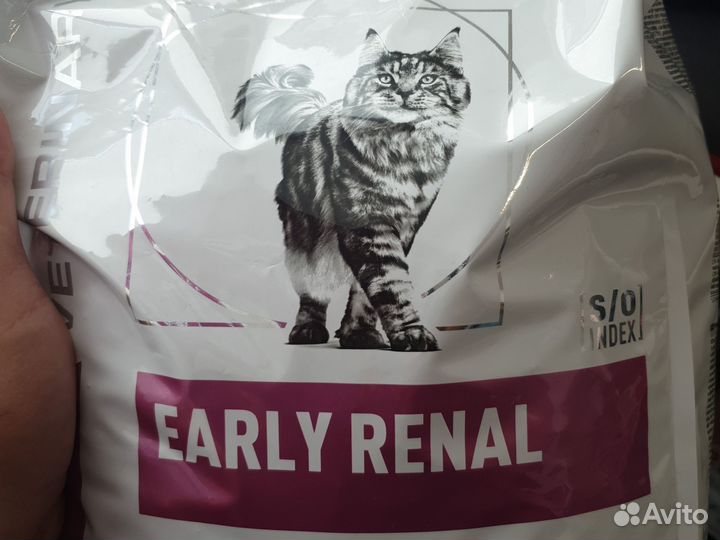 S/O
INDEX
EARLY RENAL
Avito